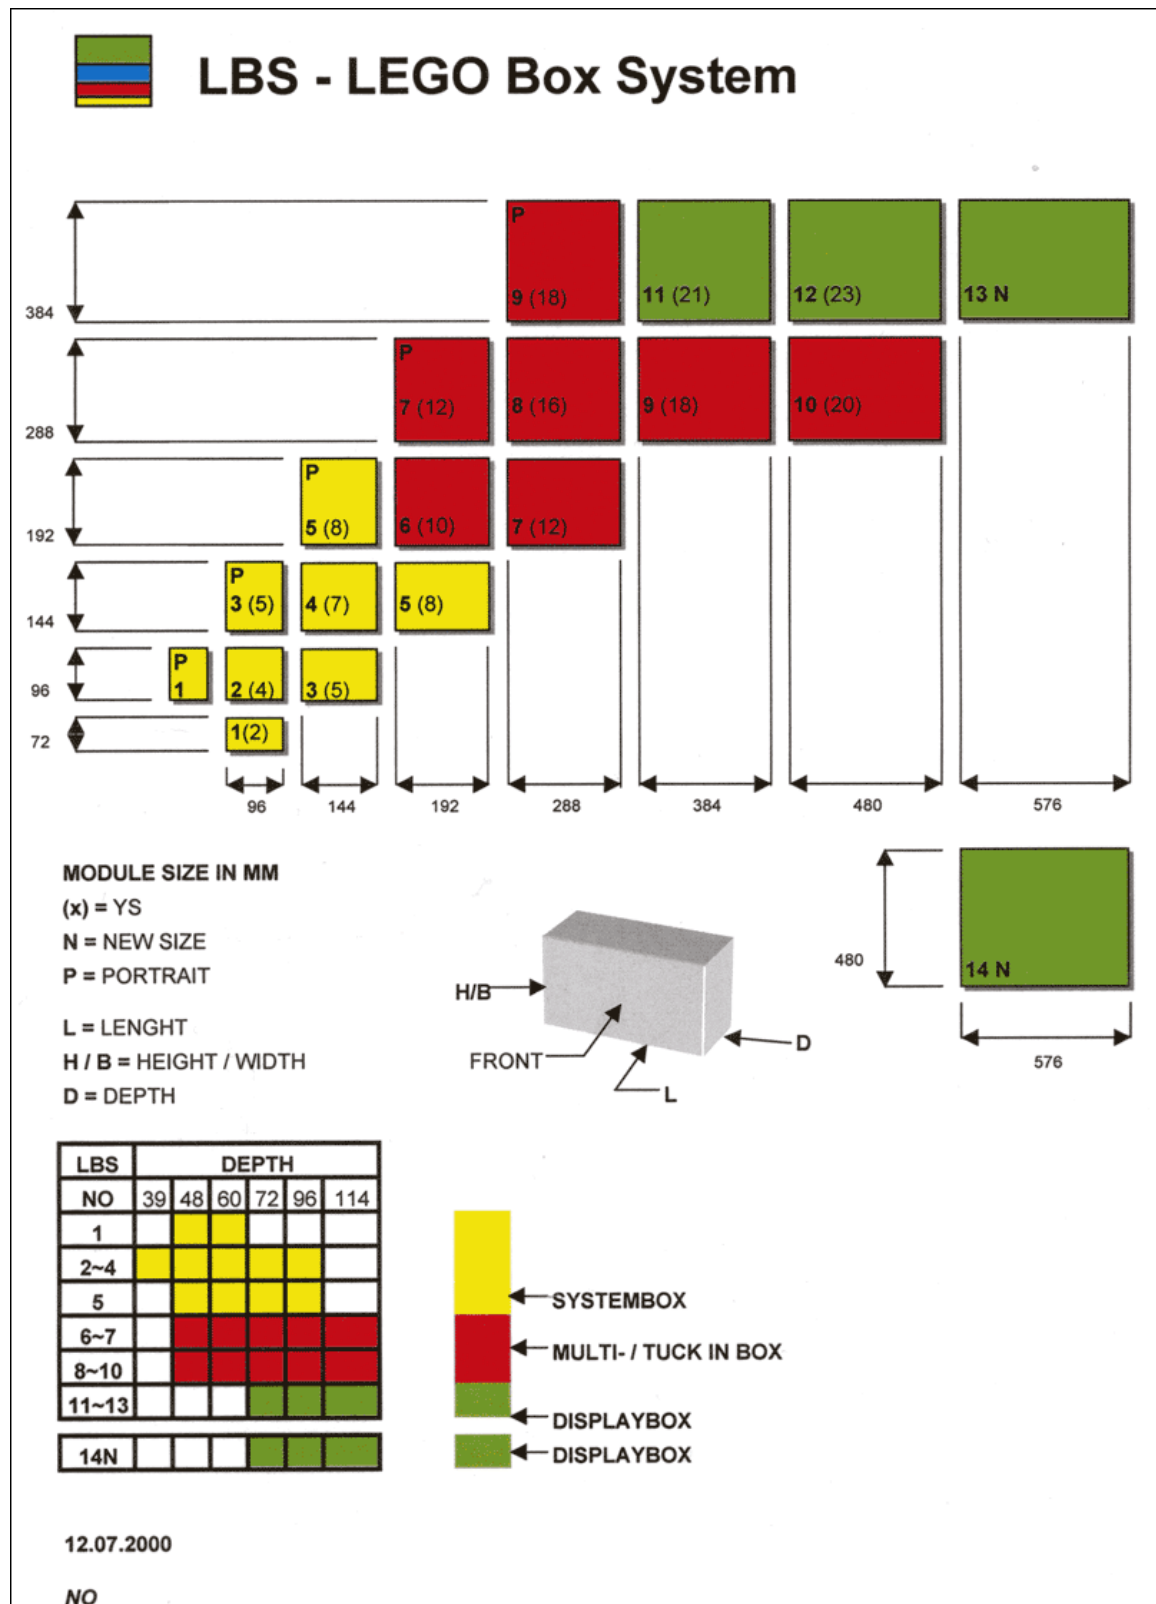 LBS - LEGO Box System
P
9 (18)
11 (21)
12 (23)
13 N
384
P
7 (12)
8 (16)
9 (18)
10 (20)
288
P
5 (8)
6 (10)
7 (12)
192
P
3 (5)
4 (7)
5 (8)
144
P
1
2 (4)
3 (5)
96
1(2)
72
96
144
192
288
384
480
576
MODULE SIZE IN MM
(x) = YS
N = NEW SIZE
P = PORTRAIT
L = LENGHT
H / B = HEIGHT / WIDTH
D = DEPTH
H/B
FRONT
D
L
480
14 N
576
LBS DEPTH
NO 39 48 60 72 96 114
1
2~4
5
6~7
8~10
11~13
14N
SYSTEMBOX
MULTI- / TUCK IN BOX
DISPLAYBOX
DISPLAYBOX
12.07.2000
NO